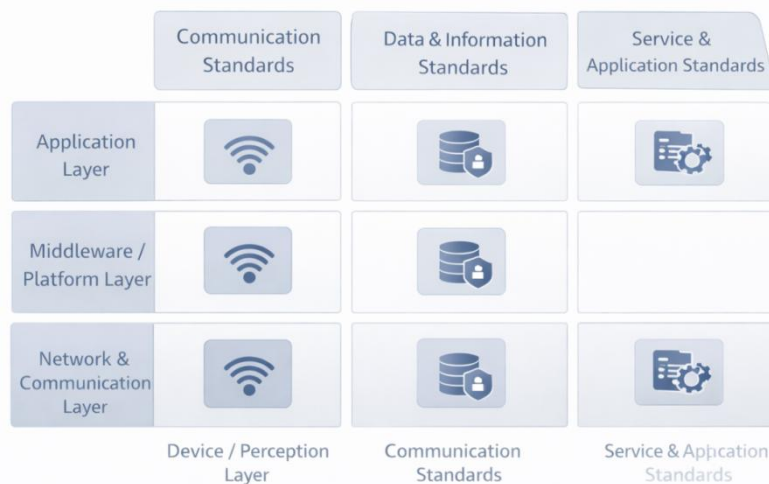 Communication
Standards
Data & Information
Standards
Service &
Application Standards
Application
Layer
Middleware /
Platform Layer
Network &
Communication
Layer
Device / Perception
Layer
Communication
Standards
Service & Application
Standards